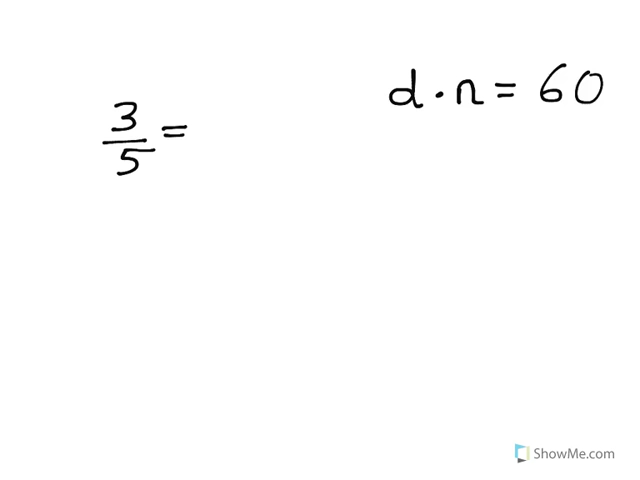 d · n = 60
3/5 =
ShowMe.com